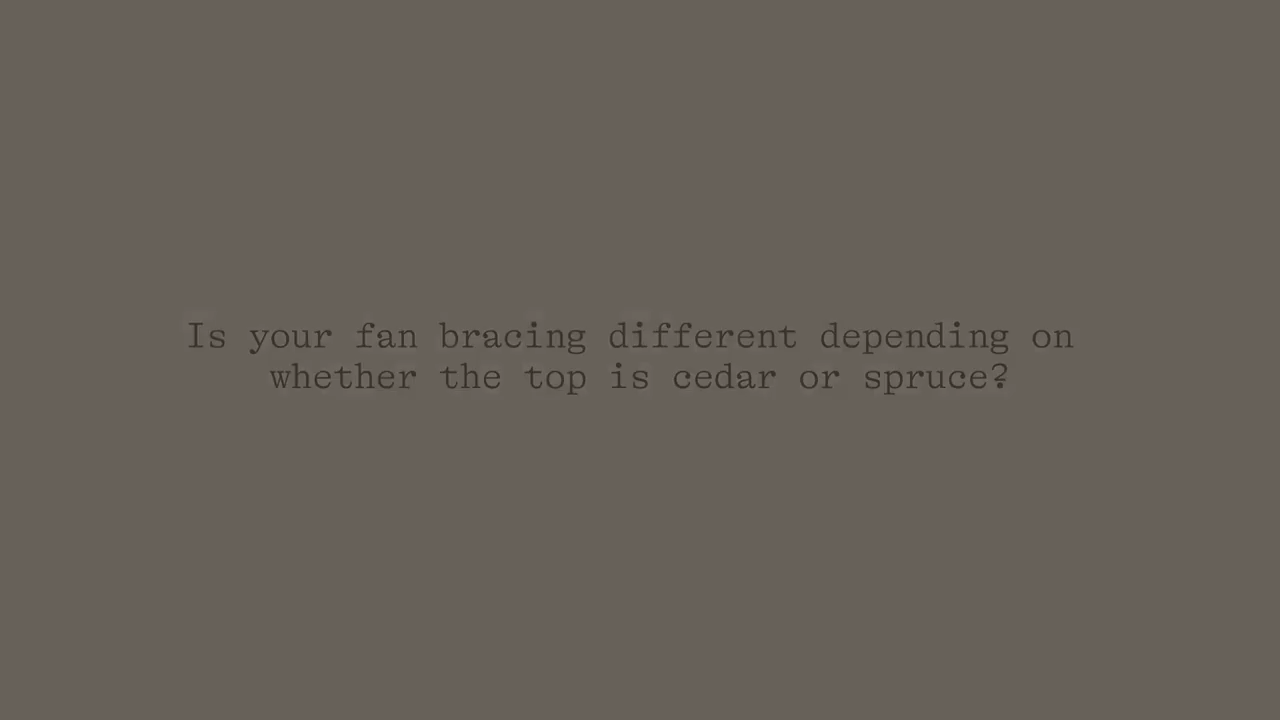 Is your fan bracing different depending on
whether the top is cedar or spruce?